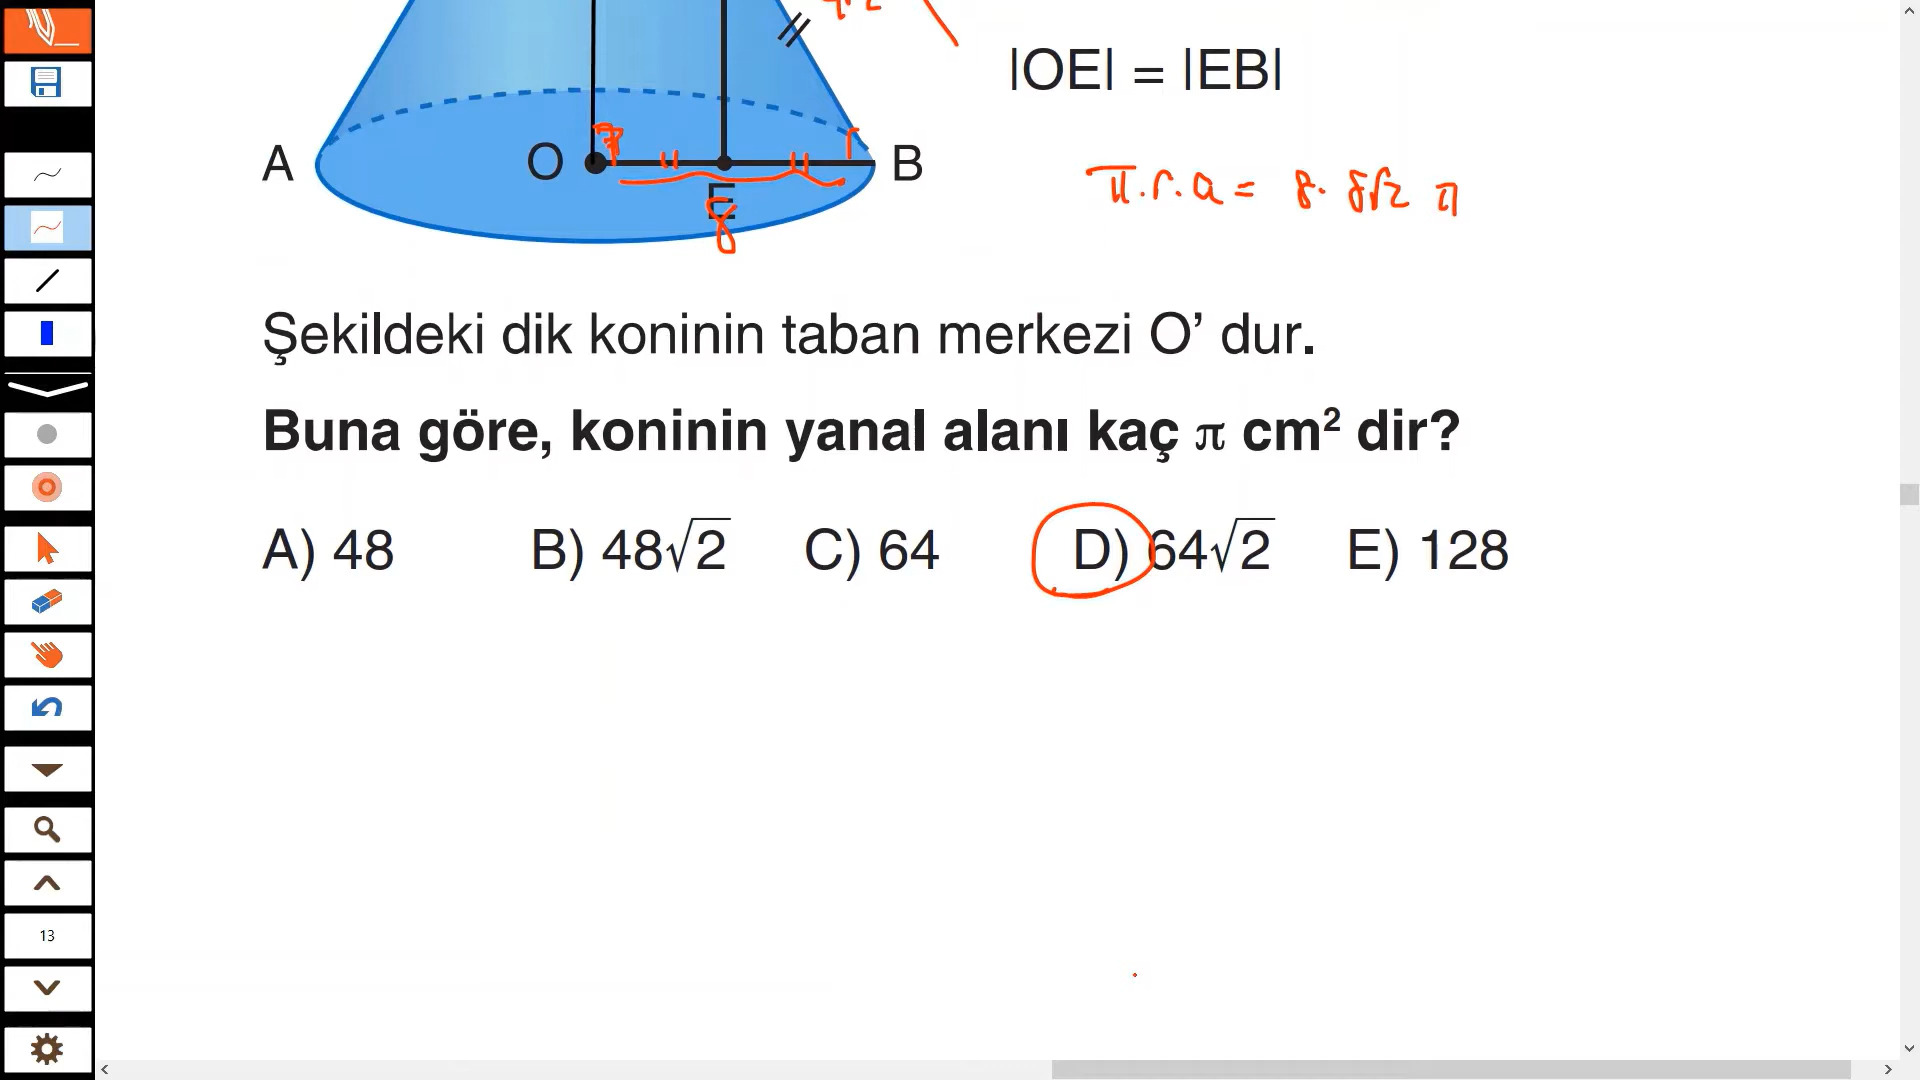 |OE| = |EB|
A
O
B
E
8
π.r.a = 8. 8√2 π
Şekildeki dik koninin taban merkezi O’ dur.
Buna göre, koninin yanal alanı kaç π cm² dir?
A) 48 B) 48√2 C) 64 D) 64√2 E) 128
13